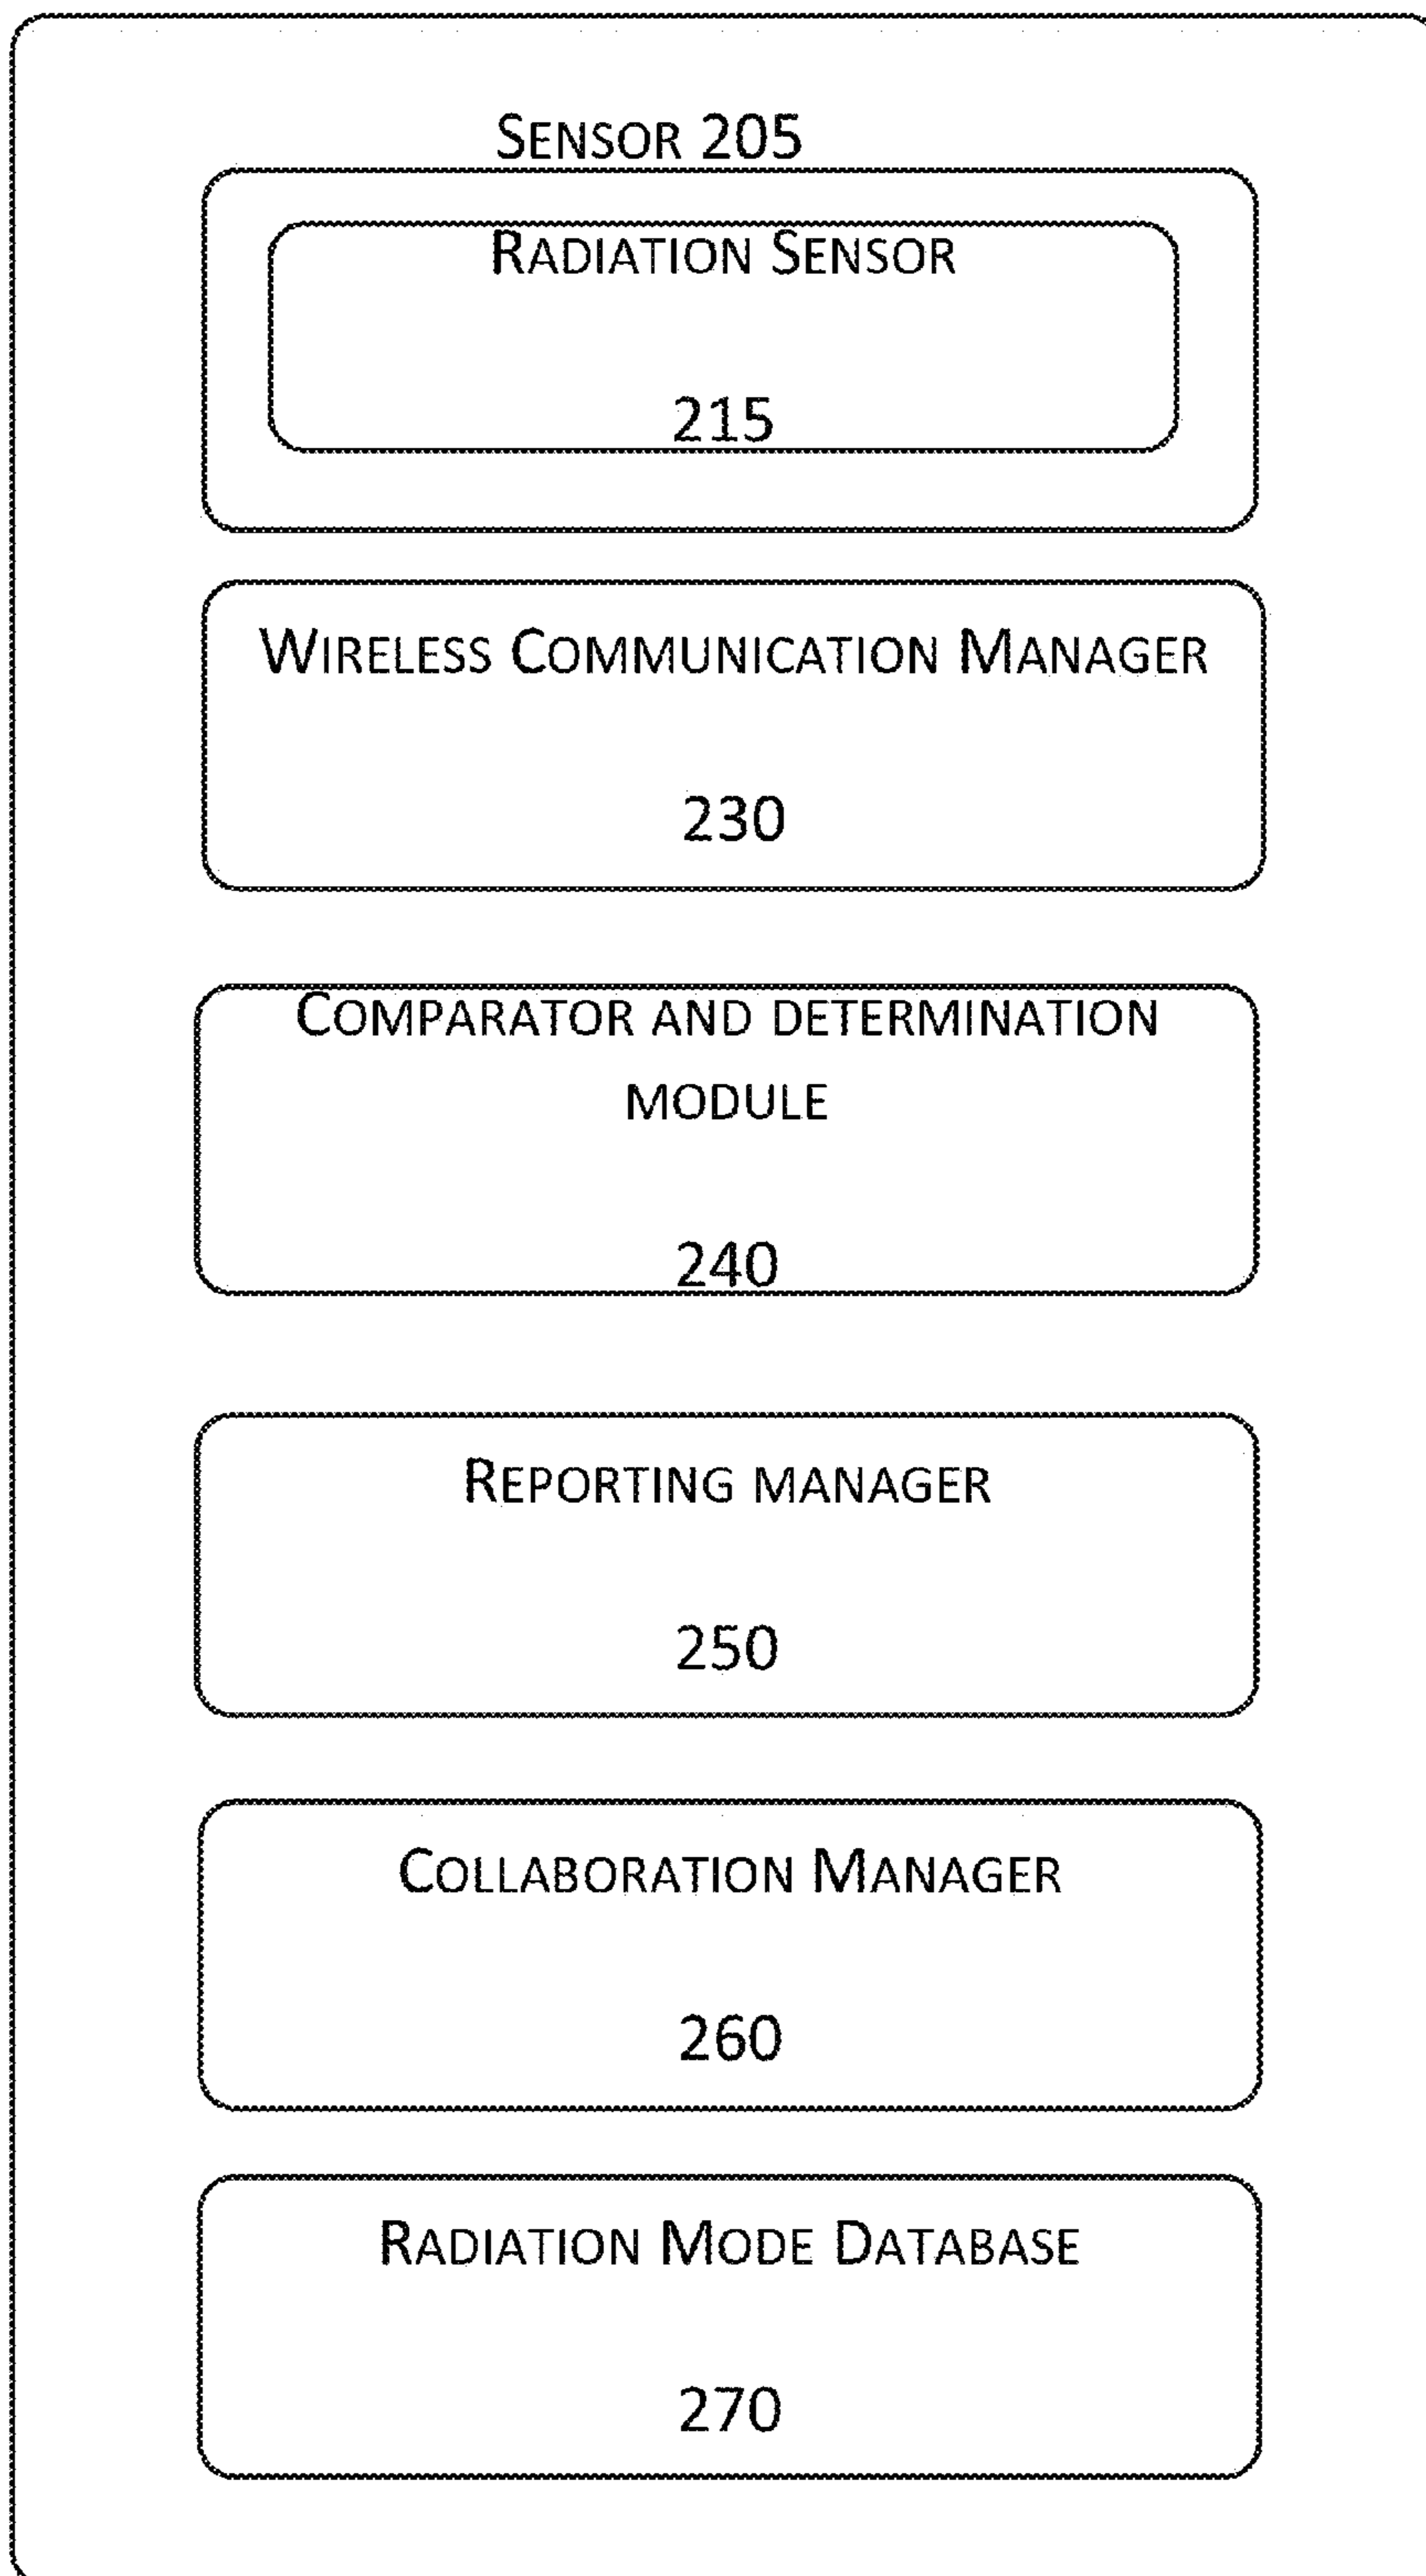 Sensor 205
Radiation Sensor
215
Wireless Communication Manager
230
Comparator and determination
module
240
Reporting manager
250
Collaboration Manager
260
Radiation Mode Database
270